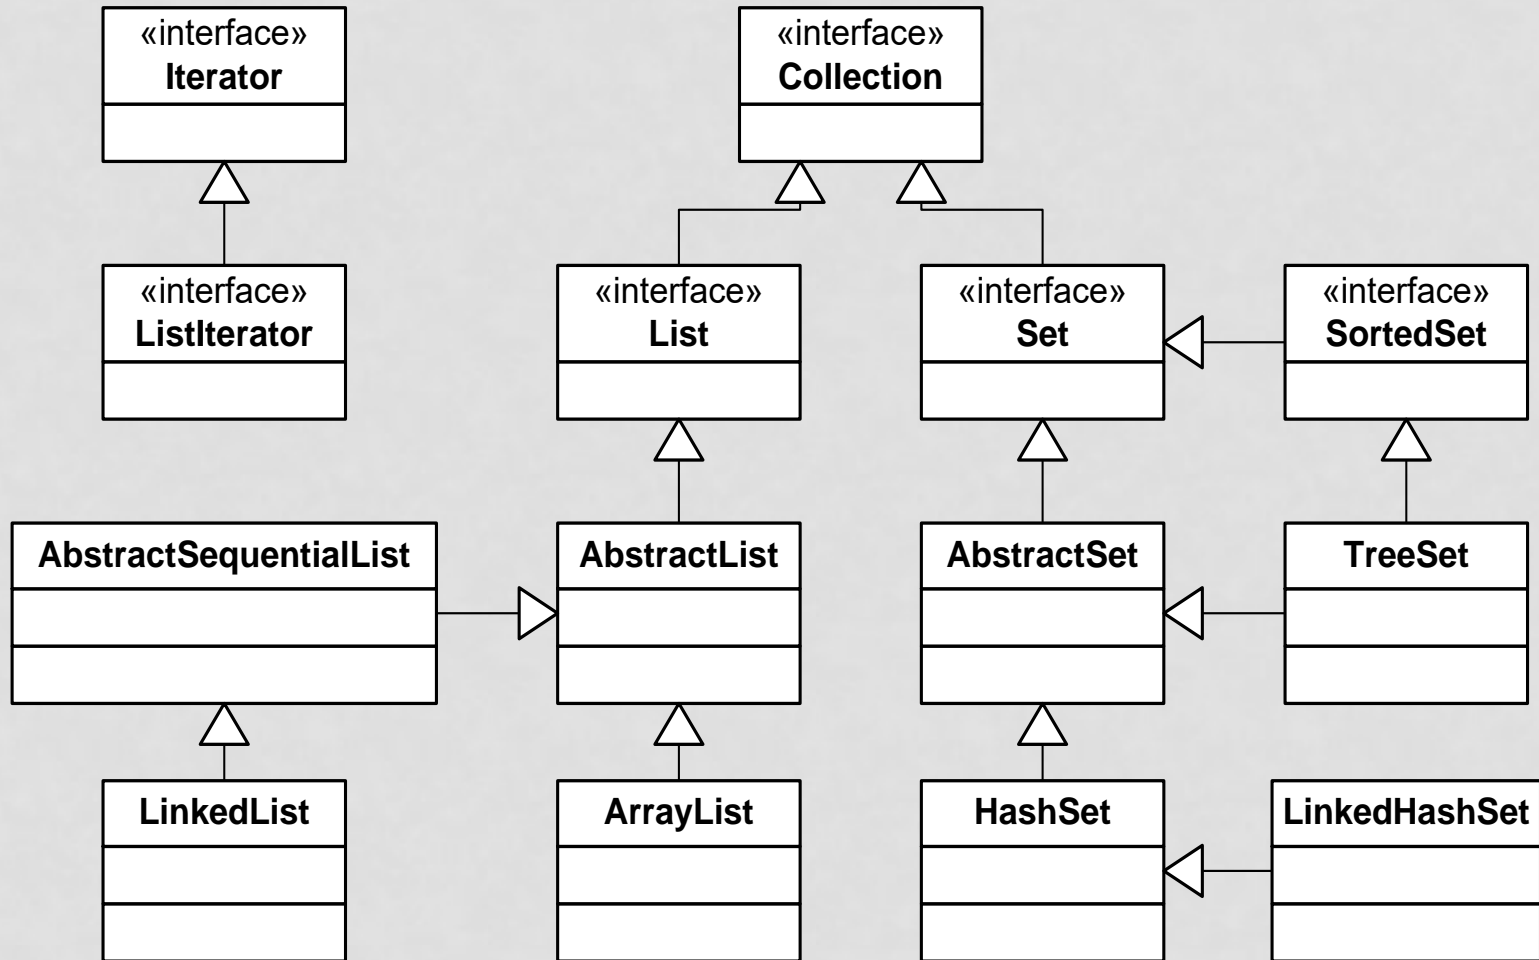 «interface»
Iterator
«interface»
Collection
«interface»
ListIterator
«interface»
List
«interface»
Set
«interface»
SortedSet
AbstractSequentialList
AbstractList
AbstractSet
TreeSet
LinkedList
ArrayList
HashSet
LinkedHashSet